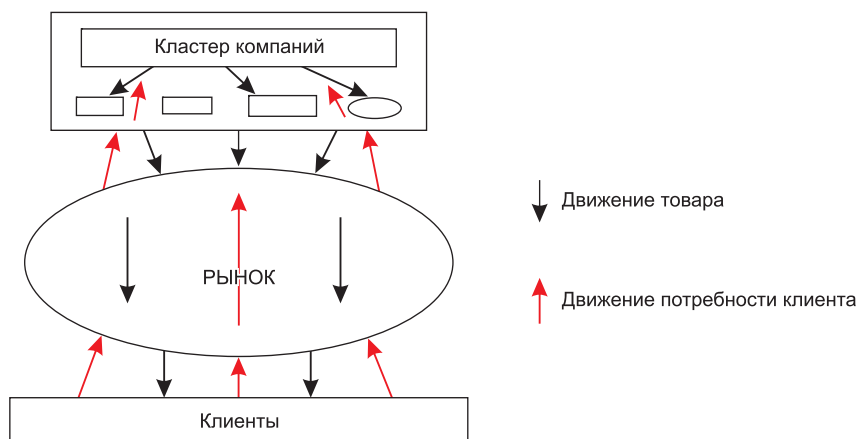 Кластер компаний
Движение товара
РЫНОК
Движение потребности клиента
Клиенты